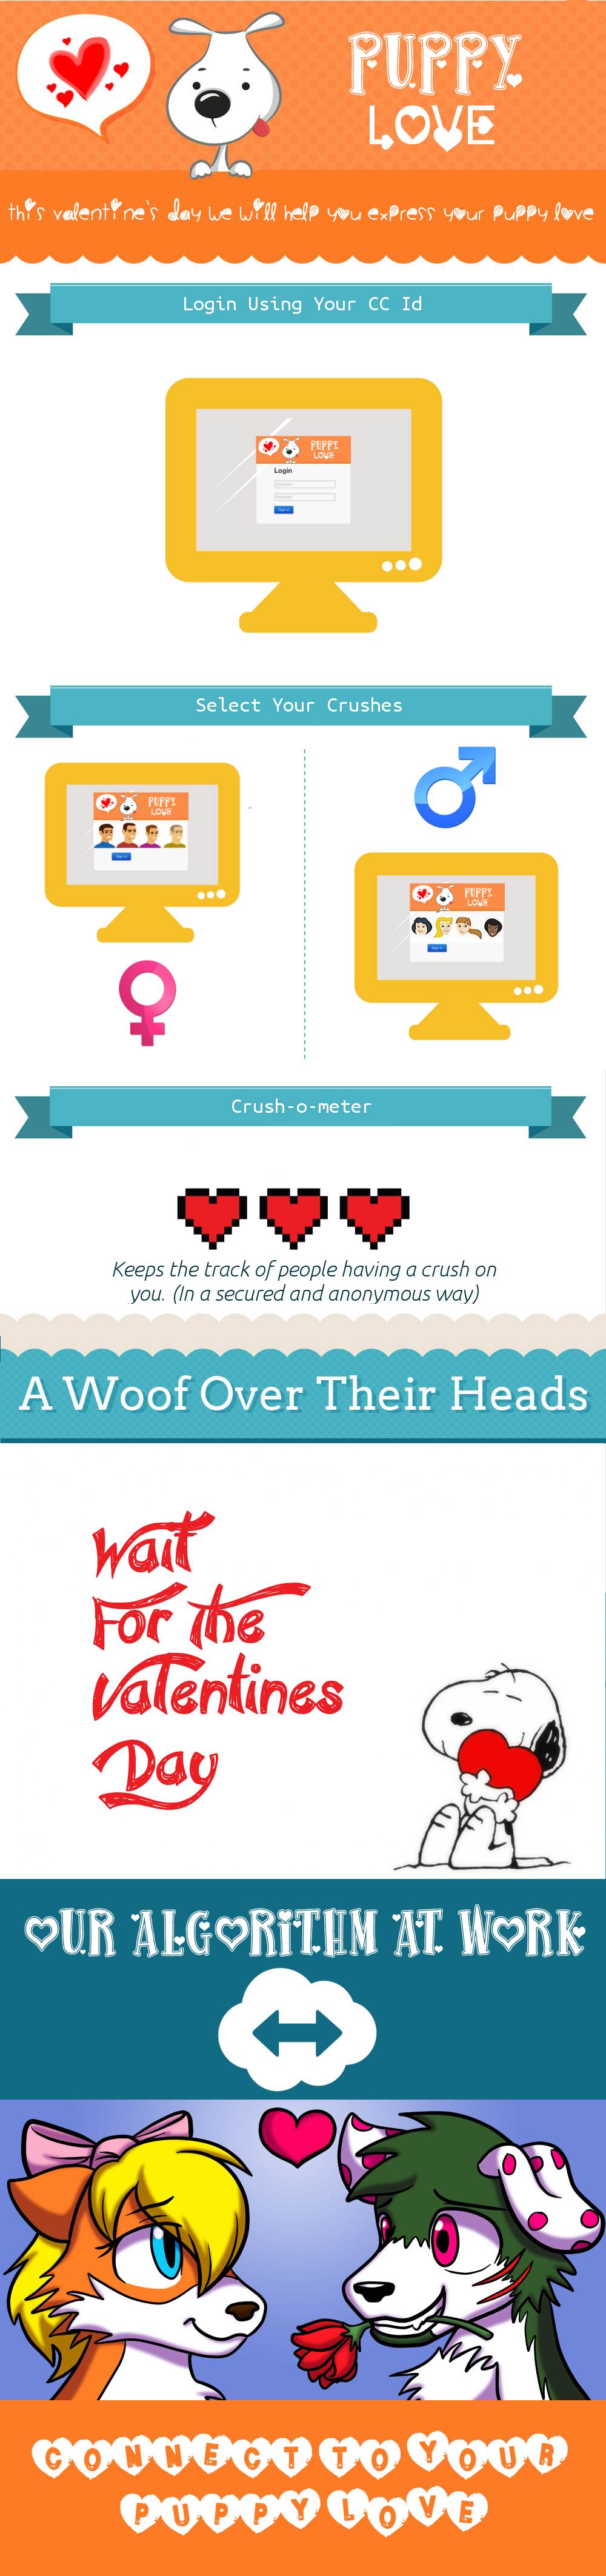 PUPPY
LOVE
this valentine's day we will help you express your puppy love
Login Using Your CC Id
PUPPY
LOVE
Login
Sign in
Select Your Crushes
PUPPY
LOVE
Sign in
PUPPY
LOVE
Sign in
Crush-o-meter
Keeps the track of people having a crush on
you. (In a secured and anonymous way)
A Woof Over Their Heads
Wait
For the
Valentines
Day
OUR ALGORITHM AT WORK
CONNECT TO YOUR
PUPPY LOVE